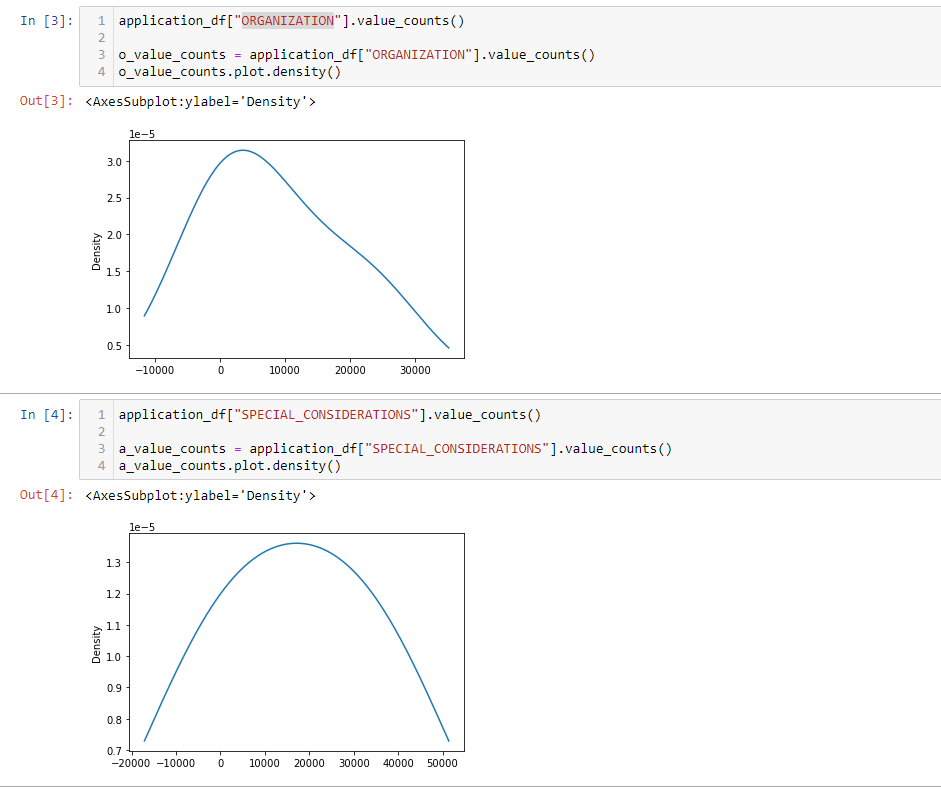 In [3]:
1 application_df["ORGANIZATION"].value_counts()
2
3 o_value_counts = application_df["ORGANIZATION"].value_counts()
4 o_value_counts.plot.density()
Out[3]: <AxesSubplot:ylabel='Density'>
1e−5
3.0
2.5
2.0
1.5
1.0
0.5
Density
−10000 0 10000 20000 30000
In [4]:
1 application_df["SPECIAL_CONSIDERATIONS"].value_counts()
2
3 a_value_counts = application_df["SPECIAL_CONSIDERATIONS"].value_counts()
4 a_value_counts.plot.density()
Out[4]: <AxesSubplot:ylabel='Density'>
1e−5
1.3
1.2
1.1
1.0
0.9
0.8
0.7
Density
−20000 −10000 0 10000 20000 30000 40000 50000